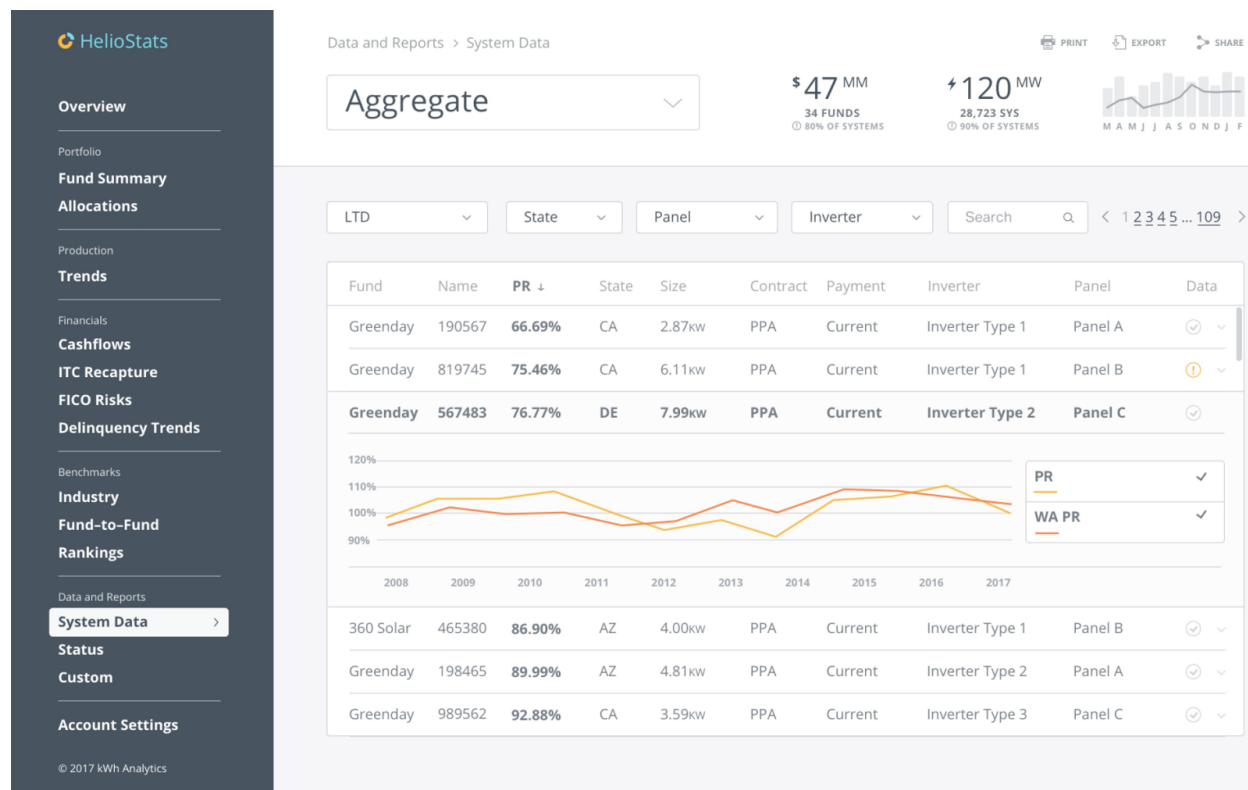 HelioStats
Overview
Portfolio
Fund Summary
Allocations
Production
Trends
Financials
Cashflows
ITC Recapture
FICO Risks
Delinquency Trends
Benchmarks
Industry
Fund-to-Fund
Rankings
Data and Reports
System Data >
Status
Custom
Account Settings
© 2017 kWh Analytics
Data and Reports > System Data
PRINT EXPORT SHARE
Aggregate
$47 MM
34 FUNDS
80% OF SYSTEMS
120 MW
28,723 SYS
90% OF SYSTEMS
M A M J J A S O N D J F
LTD State Panel Inverter Search < 1 2 3 4 5 ... 109 >
Fund Name PR ↓ State Size Contract Payment Inverter Panel Data
Greenday 190567 66.69% CA 2.87KW PPA Current Inverter Type 1 Panel A
Greenday 819745 75.46% CA 6.11KW PPA Current Inverter Type 1 Panel B
Greenday 567483 76.77% DE 7.99KW PPA Current Inverter Type 2 Panel C
120%
110%
100%
90%
2008 2009 2010 2011 2012 2013 2014 2015 2016 2017
PR
WA PR
360 Solar 465380 86.90% AZ 4.00KW PPA Current Inverter Type 1 Panel B
Greenday 198465 89.99% AZ 4.81KW PPA Current Inverter Type 2 Panel A
Greenday 989562 92.88% CA 3.59KW PPA Current Inverter Type 3 Panel C